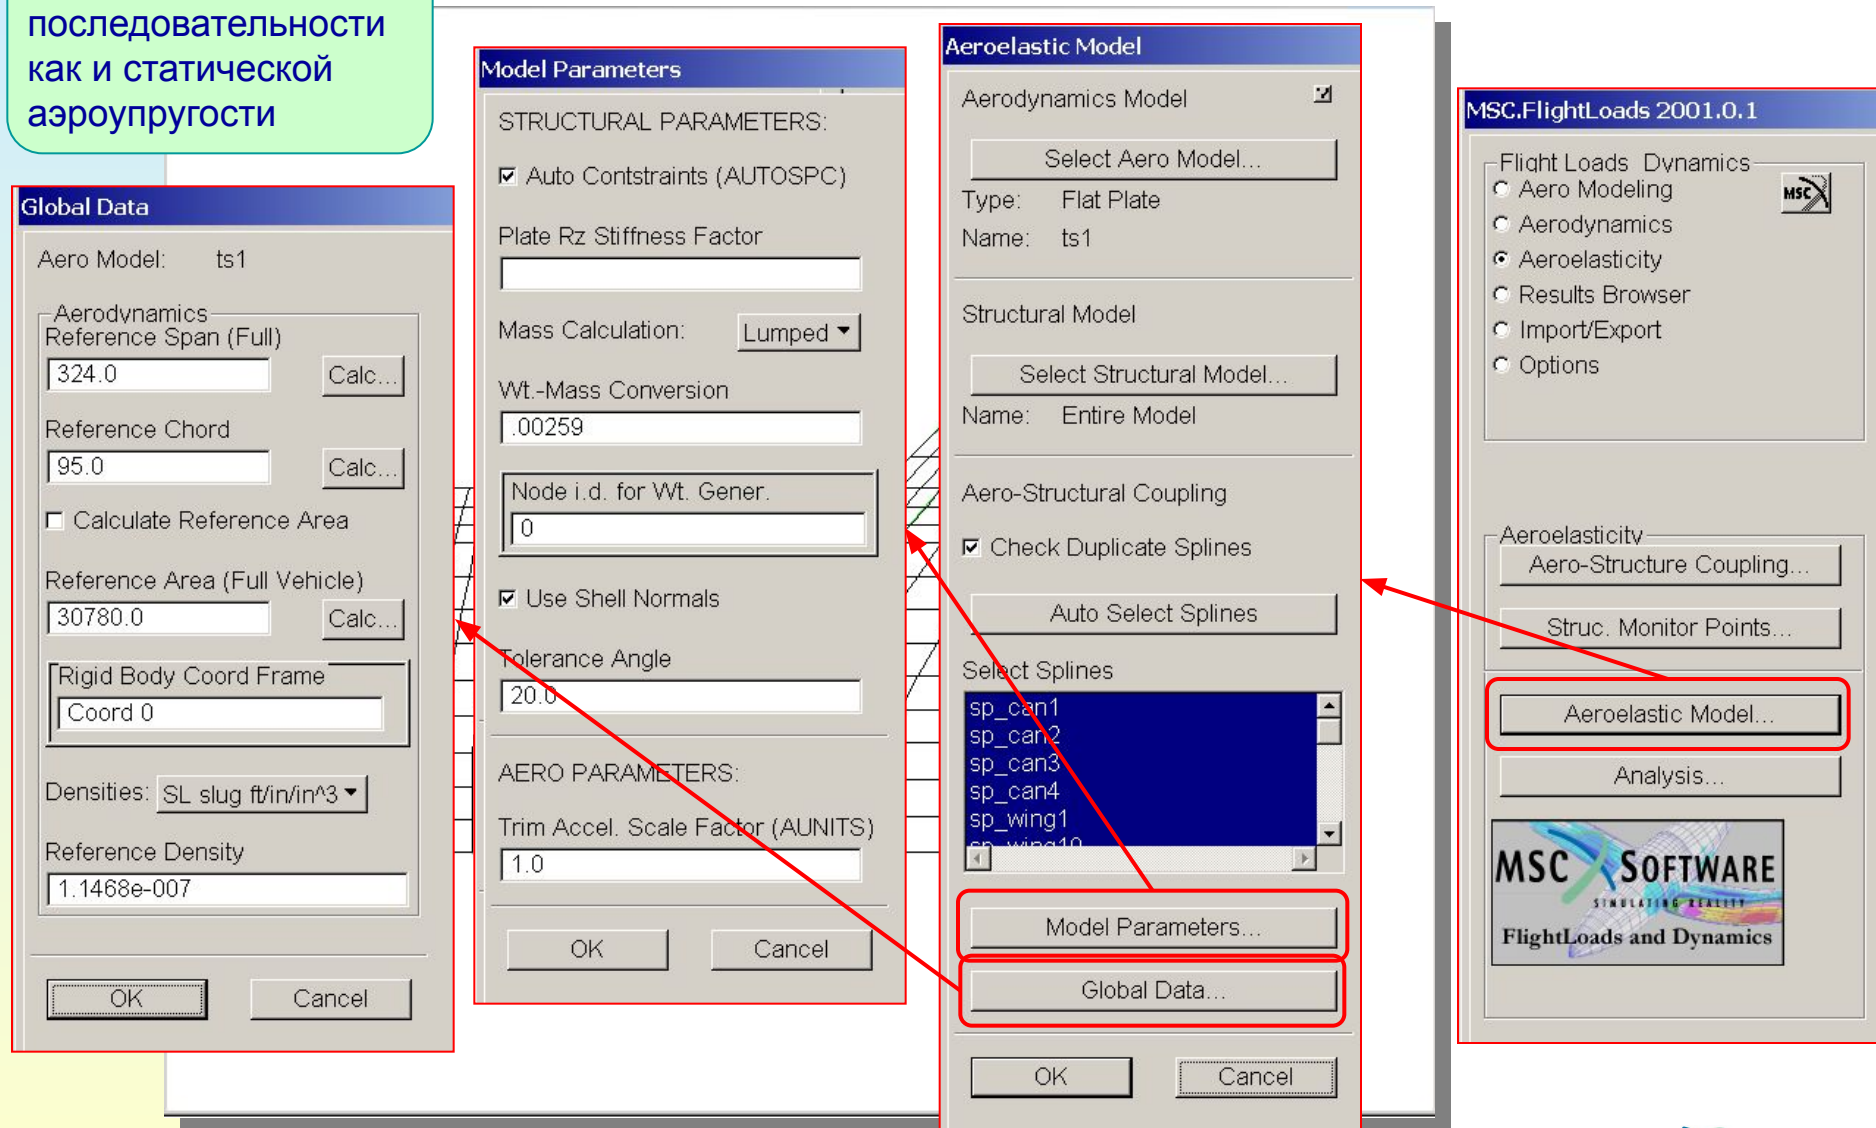 последовательности
как и статической
аэроупругости
Global Data
Aero Model: ts1
Aerodynamics
Reference Span (Full)
324.0
Calc...
Reference Chord
95.0
Calc...
Calculate Reference Area
Reference Area (Full Vehicle)
30780.0
Calc...
Rigid Body Coord Frame
Coord 0
Densities: SL slug ft/in/in^3
Reference Density
1.1468e-007
OK
Cancel
Model Parameters
STRUCTURAL PARAMETERS:
Auto Contstraints (AUTOSPC)
Plate Rz Stiffness Factor
Mass Calculation: Lumped
Wt.-Mass Conversion
.00259
Node i.d. for Wt. Gener.
0
Use Shell Normals
Tolerance Angle
20.0
AERO PARAMETERS:
Trim Accel. Scale Factor (AUNITS)
1.0
OK
Cancel
Aeroelastic Model
Aerodynamics Model
Select Aero Model...
Type: Flat Plate
Name: ts1
Structural Model
Select Structural Model...
Name: Entire Model
Aero-Structural Coupling
Check Duplicate Splines
Auto Select Splines
Select Splines
sp_can1
sp_can2
sp_can3
sp_can4
sp_wing1
sp_wing10
Model Parameters...
Global Data...
OK
Cancel
MSC.FlightLoads 2001.0.1
Flight Loads Dynamics
Aero Modeling
MSC
Aerodynamics
Aeroelasticity
Results Browser
Import/Export
Options
Aeroelasticity
Aero-Structure Coupling...
Struc. Monitor Points...
Aeroelastic Model...
Analysis...
MSC SOFTWARE
SIMULATING REALITY
FlightLoads and Dynamics